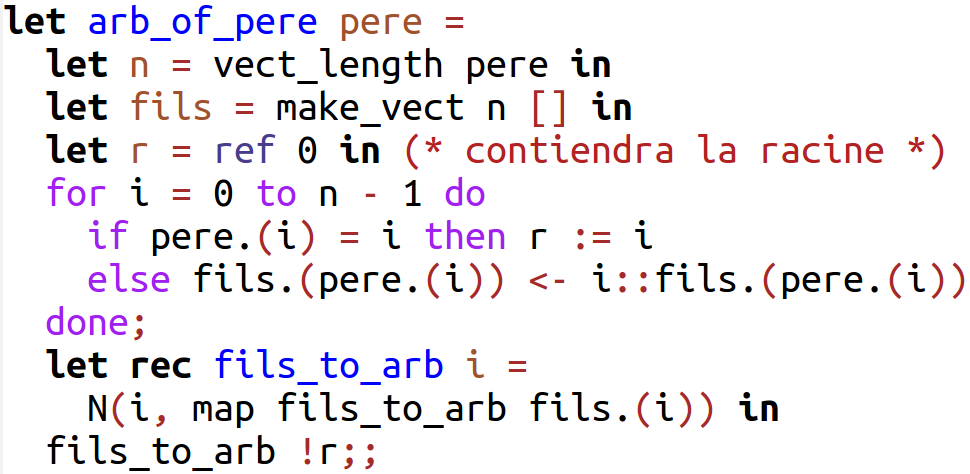 let arb_of_pere pere =
  let n = vect_length pere in
  let fils = make_vect n [] in
  let r = ref 0 in (* contiendra la racine *)
  for i = 0 to n - 1 do
    if pere.(i) = i then r := i
    else fils.(pere.(i)) <- i::fils.(pere.(i))
  done;
  let rec fils_to_arb i =
    N(i, map fils_to_arb fils.(i)) in
  fils_to_arb !r;;